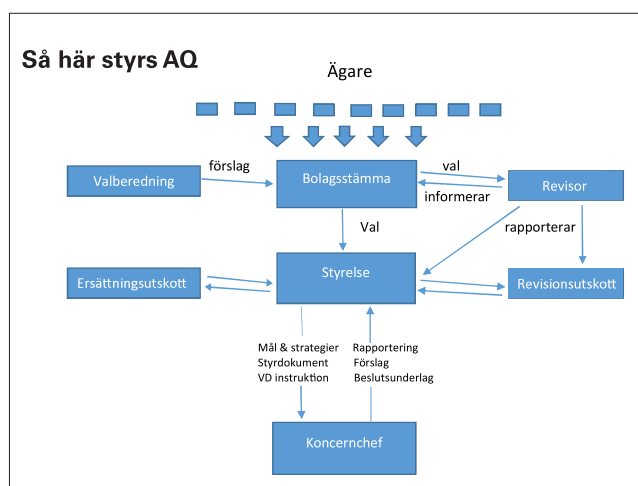 Så här styrs AQ
Ägare
förslag
val
Valberedning
Bolagsstämma
Revisor
informerar
Val
rapporterar
Styrelse
Ersättningsutskott
Revisionsutskott
Mål & strategier
Styrdokument
VD instruktion
Rapportering
Förslag
Beslutsunderlag
Koncernchef